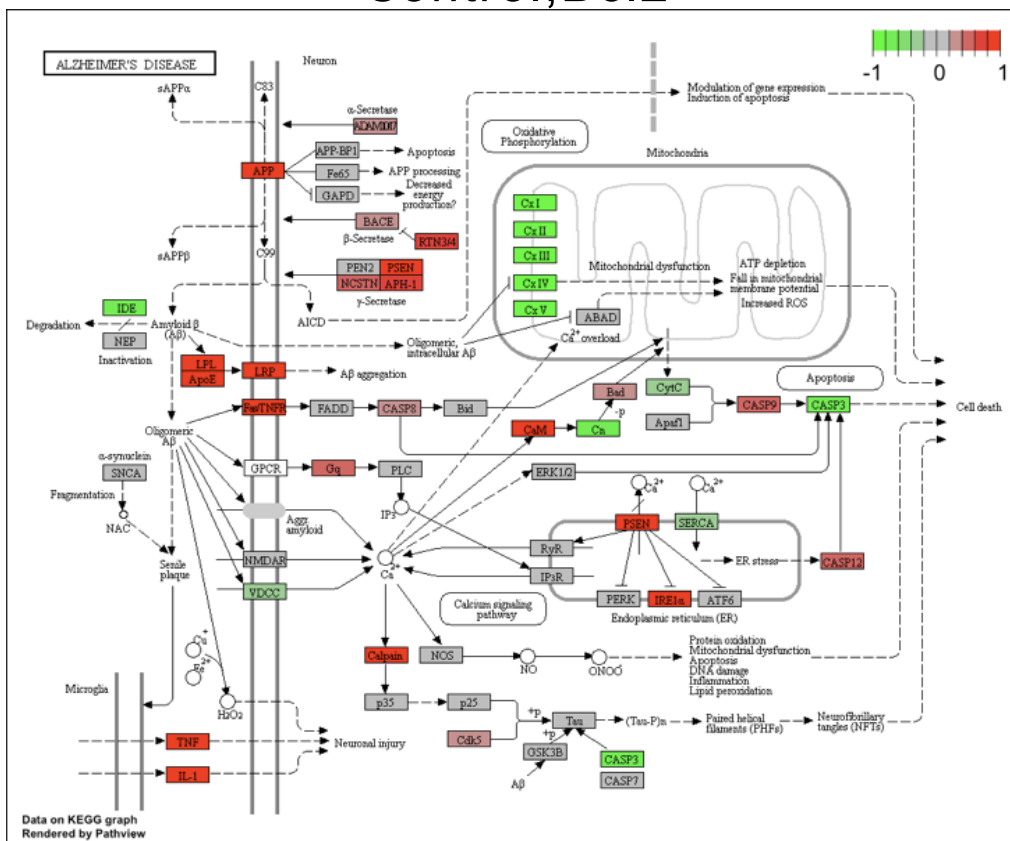 ALZHEIMER'S DISEASE
Neuron
-1 0 1
sAPPα
C83
α-Secretase
ADAM10/17
Modulation of gene expression
Induction of apoptosis
Oxidative
Phosphorylation
Mitochondria
APP
APP-BP1
Apoptosis
Fe65
APP processing
GAPD
Decreased
energy
production?
BACE
β-Secretase
RTN3/4
sAPPβ
C99
PEN2
PSEN
NCSTN
APH-1
γ-Secretase
Cx I
Cx II
Cx III
Cx IV
Cx V
Mitochondrial dysfunction
ATP depletion
Fall in mitochondrial
membrane potential
Increased ROS
ABAD
Ca2+ overload
IDE
Degradation
NEP
Inactivation
Amyloid β
(Aβ)
AICD
Oligomeric,
intracellular Aβ
LPL
ApoE
LRP
Aβ aggregation
Fas/TNFR
FADD
CASP8
Bid
Bad
-p
CytC
Apaf1
CASP9
Apoptosis
CASP3
Cell death
CaM
Cn
Oligomeric
Aβ
α-synuclein
SNCA
Fragmentation
NAC
Senile
plaque
GPCR
Gq
PLC
IP3
ERK1/2
Aggr.
amyloid
NMDAR
VDCC
Ca2+
Ca2+
Ca2+
PSEN
SERCA
RyR
IP3R
ER stress
CASP12
PERK
IRE1α
ATF6
Endoplasmic reticulum (ER)
Calcium signaling
pathway
Calpain
NOS
NO
ONOO-
Protein oxidation
Mitochondrial dysfunction
Apoptosis
DNA damage
Inflammation
Lipid peroxidation
Cu+
Fe2+
H2O2
Microglia
TNF
IL-1
Neuronal injury
p35
p25
Cdk5
+p
+p
Tau
GSK3B
Aβ
CASP3
CASP7
(Tau-P)n
Paired helical
filaments (PHFs)
Neurofibrillary
tangles (NFTs)
Data on KEGG graph
Rendered by Pathview